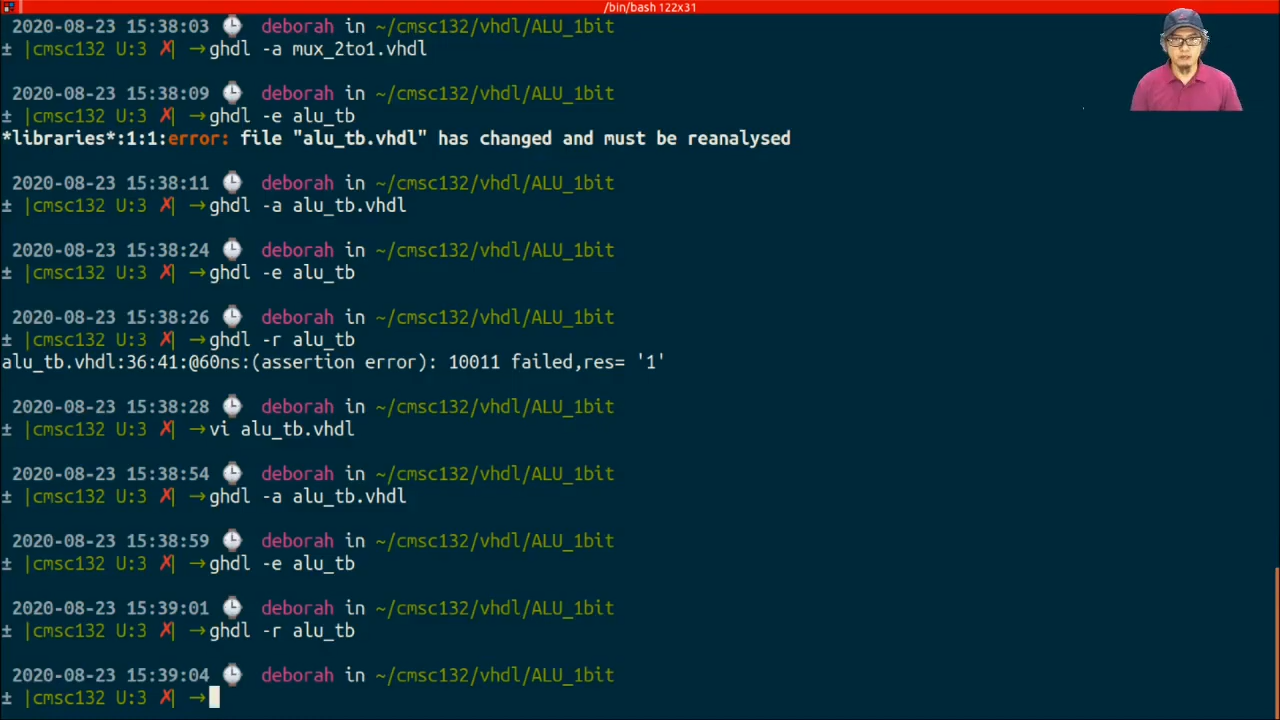 /bin/bash 122x31
2020-08-23 15:38:03 deborah in ~/cmsc132/vhdl/ALU_1bit
± |cmsc132 U:3 ✗| →ghdl -a mux_2to1.vhdl
2020-08-23 15:38:09 deborah in ~/cmsc132/vhdl/ALU_1bit
± |cmsc132 U:3 ✗| →ghdl -e alu_tb
*libraries*:1:1:error: file "alu_tb.vhdl" has changed and must be reanalysed
2020-08-23 15:38:11 deborah in ~/cmsc132/vhdl/ALU_1bit
± |cmsc132 U:3 ✗| →ghdl -a alu_tb.vhdl
2020-08-23 15:38:24 deborah in ~/cmsc132/vhdl/ALU_1bit
± |cmsc132 U:3 ✗| →ghdl -e alu_tb
2020-08-23 15:38:26 deborah in ~/cmsc132/vhdl/ALU_1bit
± |cmsc132 U:3 ✗| →ghdl -r alu_tb
alu_tb.vhdl:36:41:@60ns:(assertion error): 10011 failed,res= '1'
2020-08-23 15:38:28 deborah in ~/cmsc132/vhdl/ALU_1bit
± |cmsc132 U:3 ✗| →vi alu_tb.vhdl
2020-08-23 15:38:54 deborah in ~/cmsc132/vhdl/ALU_1bit
± |cmsc132 U:3 ✗| →ghdl -a alu_tb.vhdl
2020-08-23 15:38:59 deborah in ~/cmsc132/vhdl/ALU_1bit
± |cmsc132 U:3 ✗| →ghdl -e alu_tb
2020-08-23 15:39:01 deborah in ~/cmsc132/vhdl/ALU_1bit
± |cmsc132 U:3 ✗| →ghdl -r alu_tb
2020-08-23 15:39:04 deborah in ~/cmsc132/vhdl/ALU_1bit
± |cmsc132 U:3 ✗| →